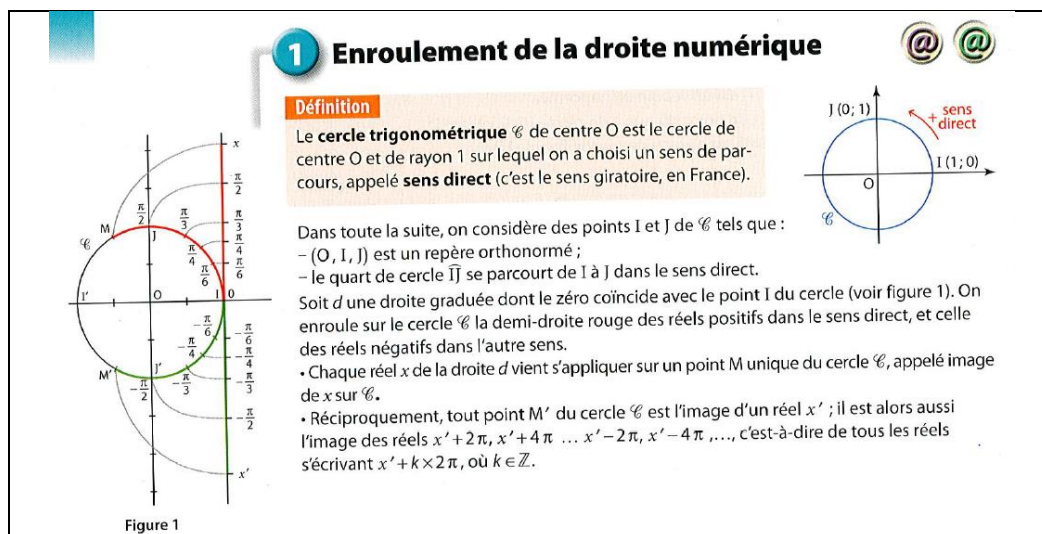 1 Enroulement de la droite numérique
@ @
Définition
Le cercle trigonométrique 𝒞 de centre O est le cercle de
centre O et de rayon 1 sur lequel on a choisi un sens de par-
cours, appelé sens direct (c'est le sens giratoire, en France).
J (0 ; 1)
+ sens
direct
I (1 ; 0)
O
𝒞
Dans toute la suite, on considère des points I et J de 𝒞 tels que :
– (O, I, J) est un repère orthonormé ;
– le quart de cercle I͡J se parcourt de I à J dans le sens direct.
Soit d une droite graduée dont le zéro coïncide avec le point I du cercle (voir figure 1). On
enroule sur le cercle 𝒞 la demi-droite rouge des réels positifs dans le sens direct, et celle
des réels négatifs dans l'autre sens.
• Chaque réel x de la droite d vient s'appliquer sur un point M unique du cercle 𝒞, appelé image
de x sur 𝒞.
• Réciproquement, tout point M′ du cercle 𝒞 est l'image d'un réel x′ ; il est alors aussi
l'image des réels x′+2π, x′+4π … x′−2π, x′−4π ,…, c'est-à-dire de tous les réels
s'écrivant x′+k×2π, où k∈ℤ.
x
π/2
π/2
M
J
π/3
π/3
𝒞
π/4
π/4
π/6
π/6
I′
O
I
0
−π/6
−π/6
−π/4
−π/4
M′
J′
−π/2
−π/3
−π/3
−π/2
x′
Figure 1